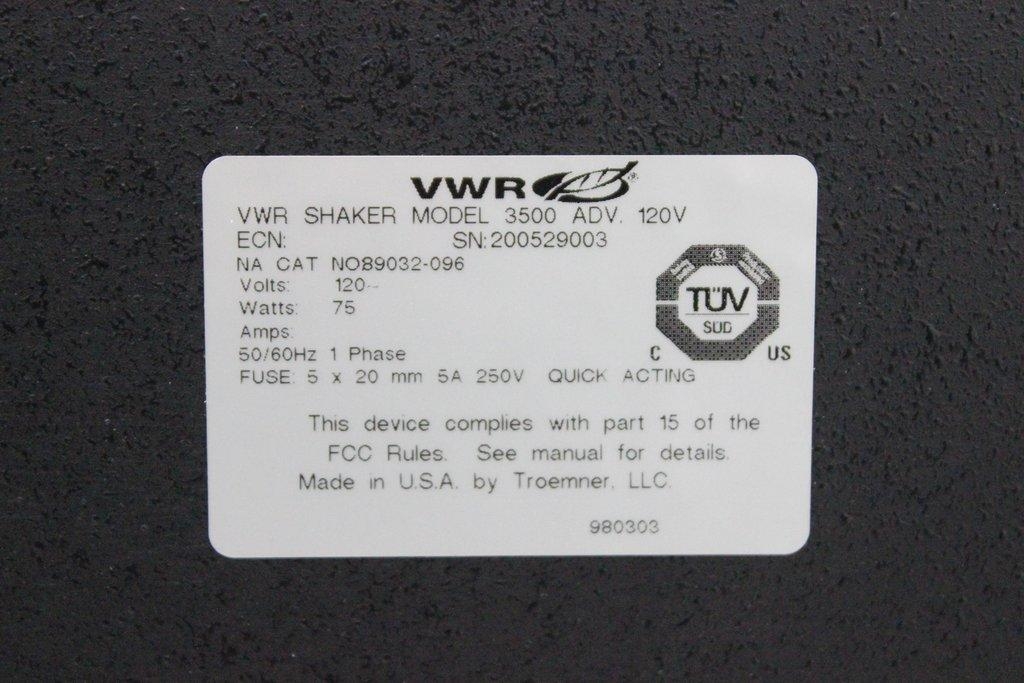 VWR ®
VWR SHAKER MODEL 3500 ADV. 120V
ECN: SN:200529003
NA CAT NO89032-096
Volts: 120~
Watts: 75
Amps:
50/60Hz 1 Phase
FUSE: 5 x 20 mm 5A 250V QUICK ACTING
TÜV
SÜD
C US
This device complies with part 15 of the
FCC Rules. See manual for details.
Made in U.S.A. by Troemner, LLC.
980303